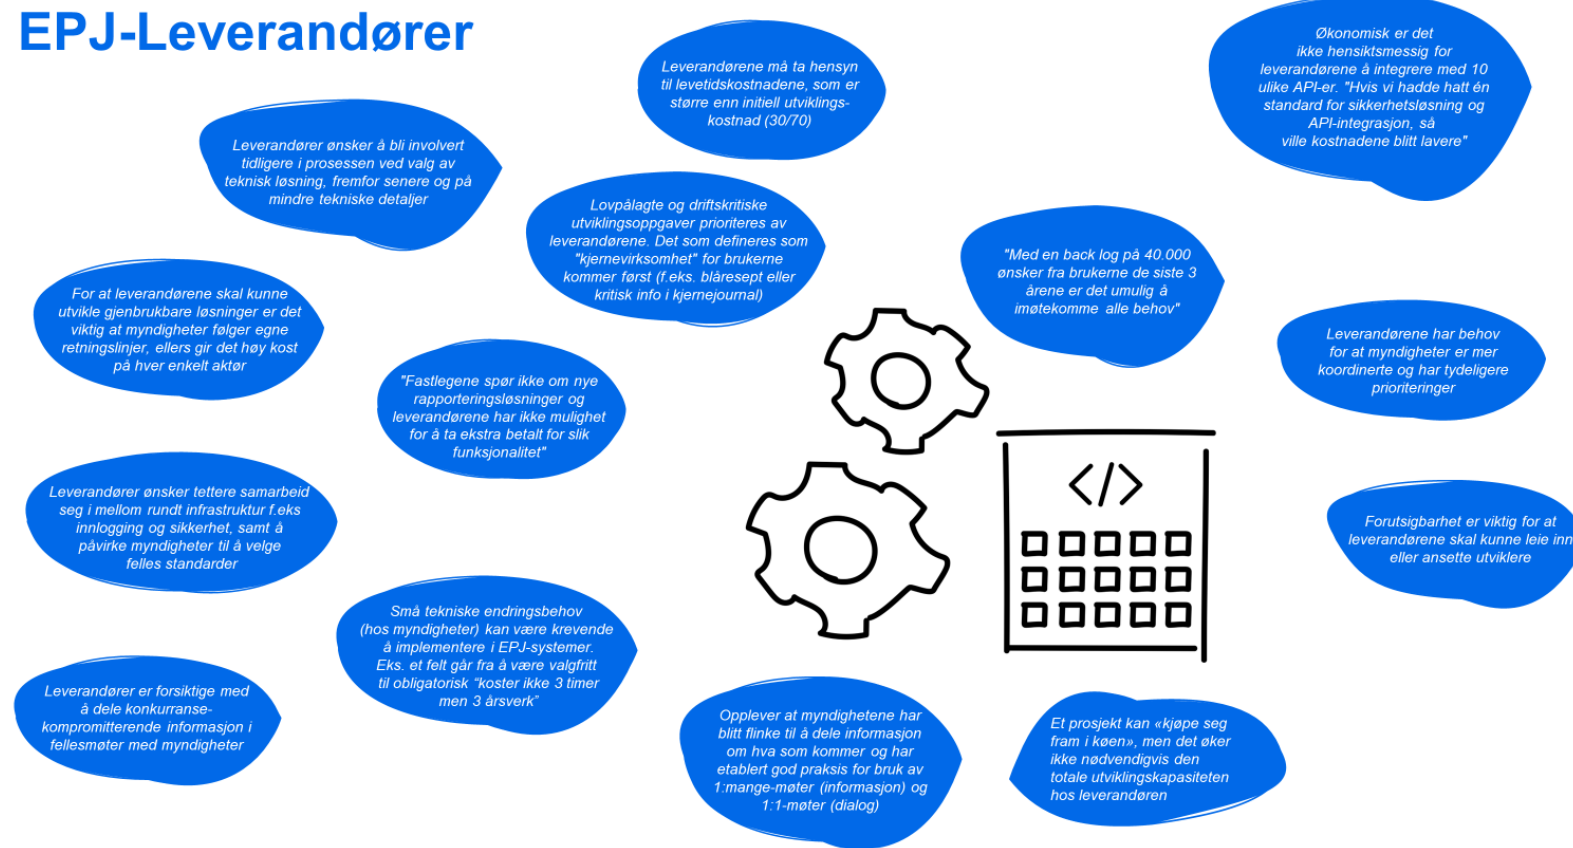 EPJ-Leverandører
Leverandørene må ta hensyn
til levetidskostnadene, som er
større enn initiell utviklings-
kostnad (30/70)
Økonomisk er det
ikke hensiktsmessig for
leverandørene å integrere med 10
ulike API-er. "Hvis vi hadde hatt én
standard for sikkerhetsløsning og
API-integrasjon, så
ville kostnadene blitt lavere"
Leverandører ønsker å bli involvert
tidligere i prosessen ved valg av
teknisk løsning, fremfor senere og på
mindre tekniske detaljer
Lovpålagte og driftskritiske
utviklingsoppgaver prioriteres av
leverandørene. Det som defineres som
"kjernevirksomhet" for brukerne
kommer først (f.eks. blåresept eller
kritisk info i kjernejournal)
"Med en back log på 40.000
ønsker fra brukerne de siste 3
årene er det umulig å
imøtekomme alle behov"
For at leverandørene skal kunne
utvikle gjenbrukbare løsninger er det
viktig at myndigheter følger egne
retningslinjer, ellers gir det høy kost
på hver enkelt aktør
Leverandørene har behov
for at myndigheter er mer
koordinerte og har tydeligere
prioriteringer
"Fastlegene spør ikke om nye
rapporteringsløsninger og
leverandørene har ikke mulighet
for å ta ekstra betalt for slik
funksjonalitet"
</>
Leverandører ønsker tettere samarbeid
seg i mellom rundt infrastruktur f.eks
innlogging og sikkerhet, samt å
påvirke myndigheter til å velge
felles standarder
Forutsigbarhet er viktig for at
leverandørene skal kunne leie inn
eller ansette utviklere
Små tekniske endringsbehov
(hos myndigheter) kan være krevende
å implementere i EPJ-systemer.
Eks. et felt går fra å være valgfritt
til obligatorisk "koster ikke 3 timer
men 3 årsverk”
Leverandører er forsiktige med
å dele konkurranse-
kompromitterende informasjon i
fellesmøter med myndigheter
Opplever at myndighetene har
blitt flinke til å dele informasjon
om hva som kommer og har
etablert god praksis for bruk av
1:mange-møter (informasjon) og
1:1-møter (dialog)
Et prosjekt kan «kjøpe seg
fram i køen», men det øker
ikke nødvendigvis den
totale utviklingskapasiteten
hos leverandøren